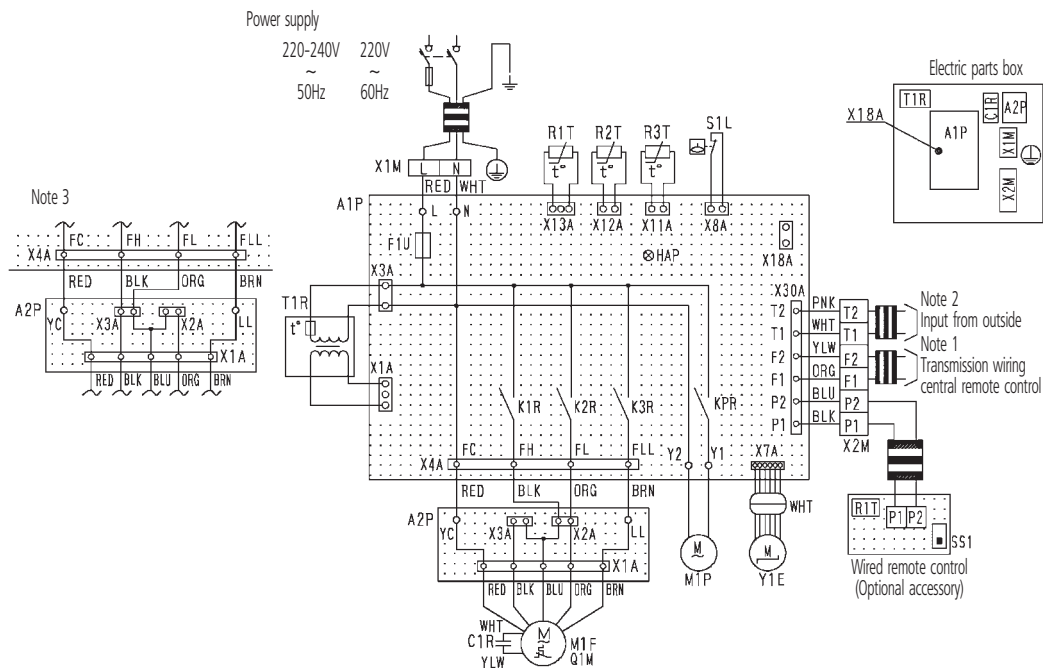 Power supply
220-240V 220V
~ ~
50Hz 60Hz
Electric parts box
T1R
C1R
A2P
X18A
A1P
X1M
X2M
R1T R2T R3T S1L
t° t° t°
X1M L N
RED WHT
A1P
L N
X13A X12A X11A X8A
F1U
HAP
X18A
X3A
T1R
t°
X1A
X30A
T2 PNK T2
T1 WHT T1
F2 YLW F2
F1 ORG F1
P2 BLU P2
P1 BLK P1
X2M
Note 2
Input from outside
Note 1
Transmission wiring
central remote control
K1R K2R K3R KPR
FC FH FL FLL
X4A
Y2 Y1 X7A
RED BLK ORG BRN
WHT
A2P
YC X3A X2A LL
X1A
RED BLK BLU ORG BRN
M
~
M1P
M
Y1E
R1T P1 P2
SS1
Wired remote control
(Optional accessory)
WHT
C1R
YLW
M
~
M1F
Q1M
Note 3
FC FH FL FLL
X4A
RED BLK ORG BRN
A2P
YC X3A X2A LL
X1A
RED BLK BLU ORG BRN